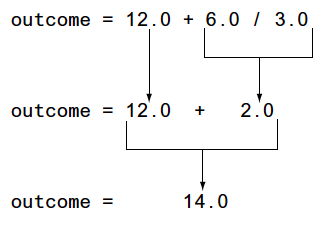 outcome = 12.0 + 6.0 / 3.0
outcome = 12.0 + 2.0
outcome = 14.0